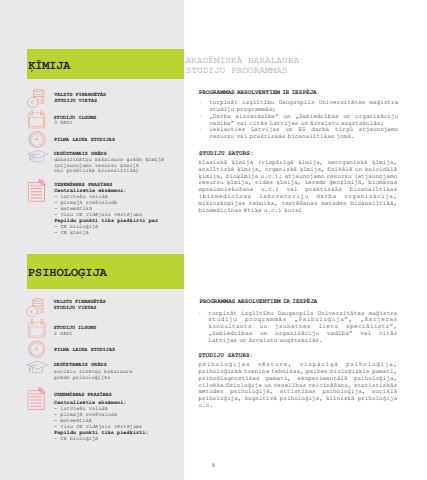 ĶĪMIJA
AKADĒMISKĀ BAKALAURA
STUDIJU PROGRAMMAS
VALSTS FINANSĒTĀS
STUDIJU VIETAS
STUDIJU ILGUMS
3 GADI
PILNA LAIKA STUDIJAS
IEGŪSTAMAIS GRĀDS
dabaszinātņu bakalaura grāds ķīmijā
(atjaunojamo resursu ķīmijā
vai praktiskā bioanalītikā)
UZŅEMŠANAS PRASĪBAS
Centralizētie eksāmeni:
– latviešu valodā
– pirmajā svešvalodā
– matemātikā
– visu CE vidējais vērtējums
Papildu punkti tiks piešķirti par
– CE bioloģijā
– CE ķīmijā
PROGRAMMAS ABSOLVENTIEM IR IESPĒJA
- turpināt izglītību Daugavpils Universitātes maģistra
studiju programmās;
- „Darba aizsardzība” un „Sabiedrības un organizāciju
vadība” vai citās Latvijas un ārvalstu augstskolās;
- iekļauties Latvijas un ES darba tirgū atjaunojamo
resursu vai praktiskās bioanalītikas jomā.
STUDIJU SATURS:
klasiskā ķīmija (vispārīgā ķīmija, neorganiskā ķīmija,
analītiskā ķīmija, organiskā ķīmija, fizikālā un koloidālā
ķīmija, bioķīmija u.c.); atjaunojamo resursu (atjaunojamo
resursu ķīmija, vides ķīmija, ievads ģeoķīmijā, biomasas
apsaimniekošana u.c.) vai praktiskās bioanalītikas
(biomedicīnas laboratoriju darba organizācija,
mikroskopijas tehnika, testēšanas metodes bioanalītikā,
biomedicīnas ētika u.c.) kursi
PSIHOLOĢIJA
VALSTS FINANSĒTĀS
STUDIJU VIETAS
STUDIJU ILGUMS
3 GADI
PILNA LAIKA STUDIJAS
IEGŪSTAMAIS GRĀDS
sociālo zinātņu bakalaura
grāds psiholoģijā
UZŅEMŠANAS PRASĪBAS
Centralizētie eksāmeni:
– latviešu valodā
– pirmajā svešvalodā
– matemātikā
– visu CE vidējais vērtējums
Papildu punkti tiks piešķirti:
– CE bioloģijā
PROGRAMMAS ABSOLVENTIEM IR IESPĒJA
- turpināt izglītību Daugavpils Universitātes maģistra
studiju programmās „Psiholoģija”, „Karjeras
konsultants un jaunatnes lietu speciālists”,
„Sabiedrības un organizāciju vadība” vai citās
Latvijas un ārvalstu augstskolās.
STUDIJU SATURS:
psiholoģijas vēsture, vispārīgā psiholoģija,
psiholoģiskā treniņa tehnikas, psihes bioloģiskie pamati,
psihodiagnostikas pamati, eksperimentālā psiholoģija,
cilvēka fizioloģija un veselības veicināšana, statistiskās
metodes psiholoģijā, attīstības psiholoģija, sociālā
psiholoģija, kognitīvā psiholoģija, klīniskā psiholoģija
u.c.
8